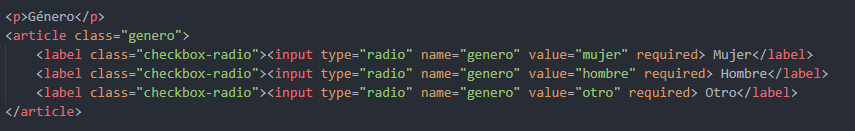 <p>Género</p>
<article class="genero">
    <label class="checkbox-radio"><input type="radio" name="genero" value="mujer" required> Mujer</label>
    <label class="checkbox-radio"><input type="radio" name="genero" value="hombre" required> Hombre</label>
    <label class="checkbox-radio"><input type="radio" name="genero" value="otro" required> Otro</label>
</article>